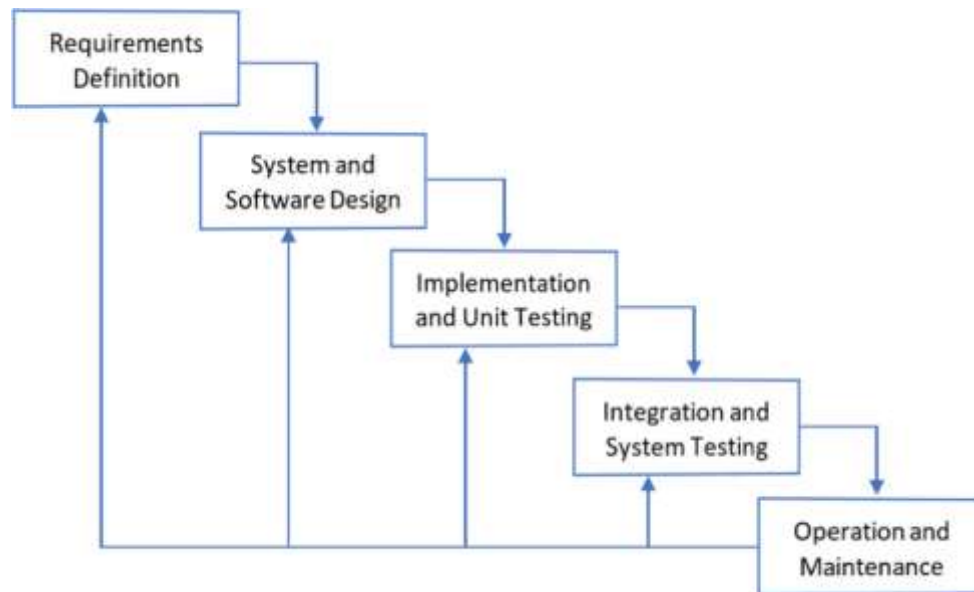 Requirements
Definition
System and
Software Design
Implementation
and Unit Testing
Integration and
System Testing
Operation and
Maintenance